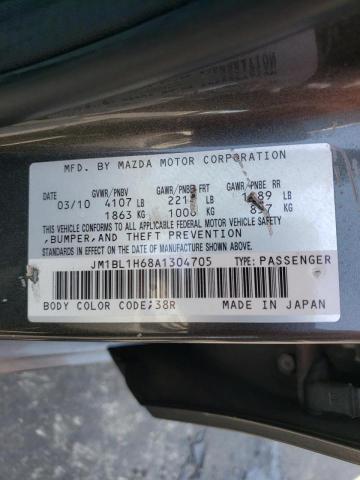 MFD. BY MAZDA MOTOR CORPORATION
GVWR/PNBV GAWR/PNBE FRT GAWR/PNBE RR
03/10 4107 LB LB LB
1863 KG KG KG
THIS VEHICLE CONFORMS TO ALL APPLICABLE FEDERAL MOTOR VEHICLE SAFETY
,BUMPER,AND THEFT PREVENTION
STANDARDS IN EFFECT ON THE DATE OF MANUFACTURE SHOWN ABOVE.
JM1BL1H68A1304705 TYPE:PASSENGER
BODY COLOR CODE:38R MADE IN JAPAN